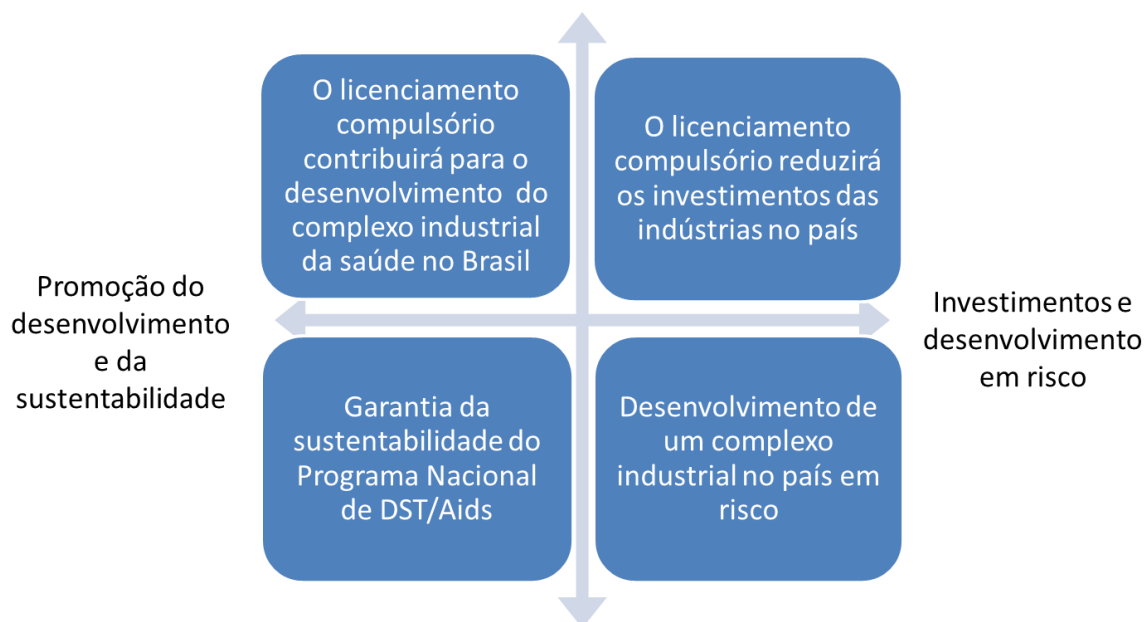 O licenciamento
compulsório
contribuirá para o
desenvolvimento do
complexo industrial
da saúde no Brasil
O licenciamento
compulsório reduzirá
os investimentos das
indústrias no país
Promoção do
desenvolvimento
e da
sustentabilidade
Investimentos e
desenvolvimento
em risco
Garantia da
sustentabilidade do
Programa Nacional
de DST/Aids
Desenvolvimento de
um complexo
industrial no país em
risco